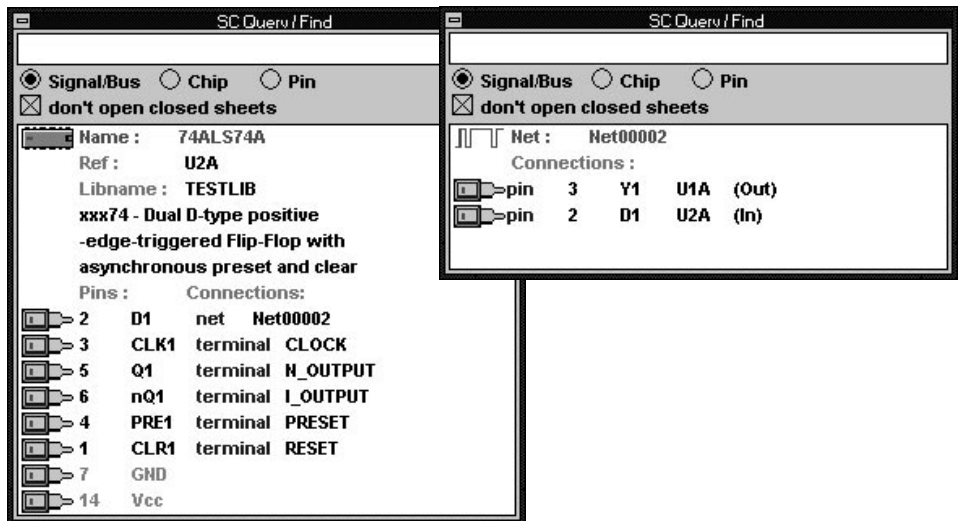 SC Query / Find
Signal/Bus Chip Pin
don't open closed sheets
Name : 74ALS74A
Ref : U2A
Libname : TESTLIB
xxx74 - Dual D-type positive
-edge-triggered Flip-Flop with
asynchronous preset and clear
Pins : Connections:
2 D1 net Net00002
3 CLK1 terminal CLOCK
5 Q1 terminal N_OUTPUT
6 nQ1 terminal I_OUTPUT
4 PRE1 terminal PRESET
1 CLR1 terminal RESET
7 GND
14 Vcc
SC Query / Find
Signal/Bus Chip Pin
don't open closed sheets
Net : Net00002
Connections :
pin 3 Y1 U1A (Out)
pin 2 D1 U2A (In)